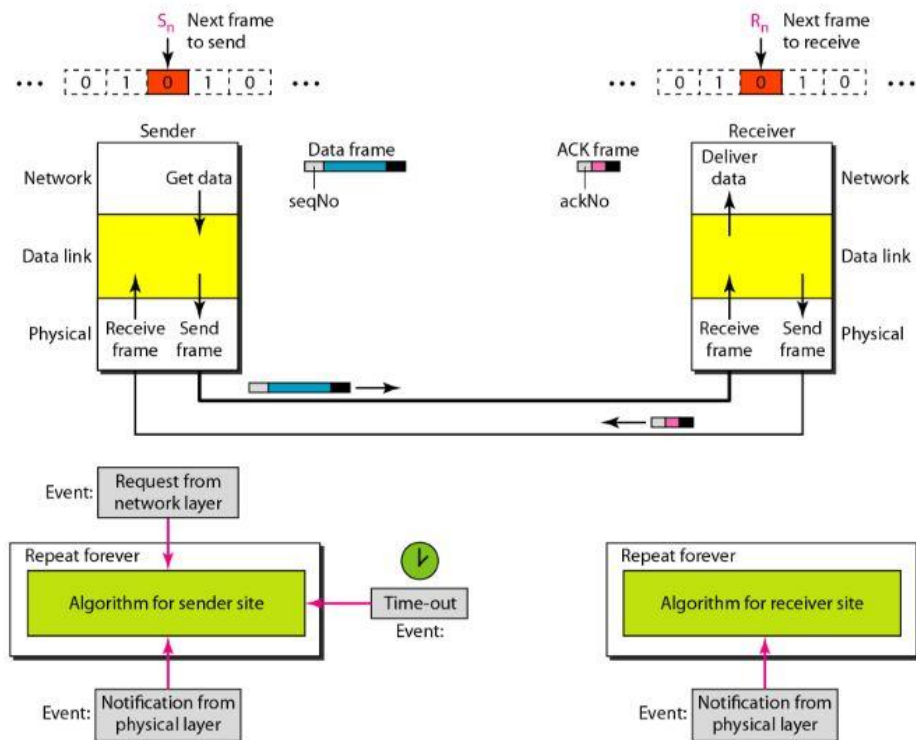 Sn Next frame
to send
Rn Next frame
to receive
... 0 1 0 1 0 ...
... 0 1 0 1 0 ...
Sender
Receiver
Data frame
seqNo
ACK frame
ackNo
Network
Get data
Deliver
data
Network
Data link
Data link
Physical
Receive
frame
Send
frame
Receive
frame
Send
frame
Physical
Event:
Request from
network layer
Repeat forever
Algorithm for sender site
Time-out
Event:
Event:
Notification from
physical layer
Repeat forever
Algorithm for receiver site
Event:
Notification from
physical layer